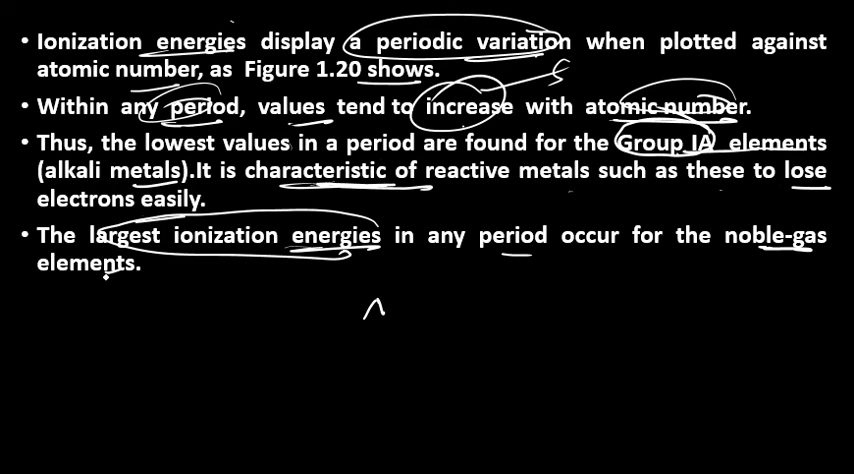 • Ionization energies display a periodic variation when plotted against
atomic number, as Figure 1.20 shows.
• Within any period, values tend to increase with atomic number.
• Thus, the lowest values in a period are found for the Group IA elements
(alkali metals).It is characteristic of reactive metals such as these to lose
electrons easily.
• The largest ionization energies in any period occur for the noble-gas
elements.